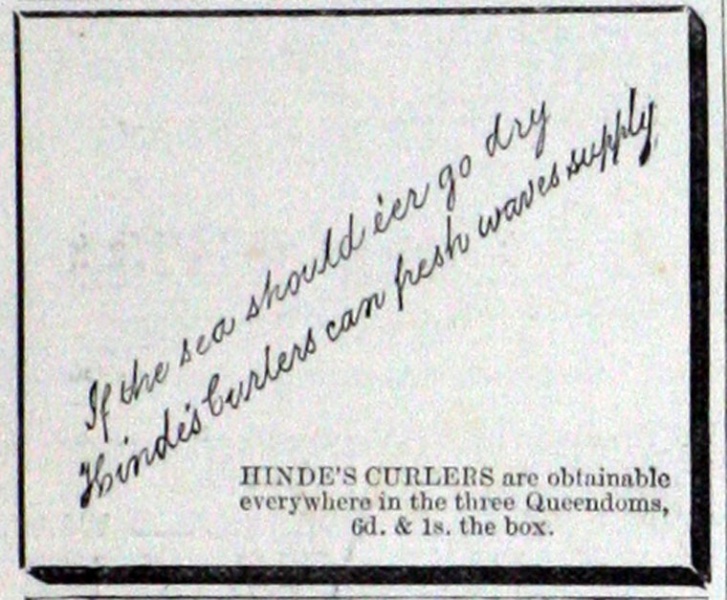 If the sea should e'er go dry
Hinde's Curlers can fresh waves supply
HINDE'S CURLERS are obtainable
everywhere in the three Queendoms,
6d. & 1s. the box.